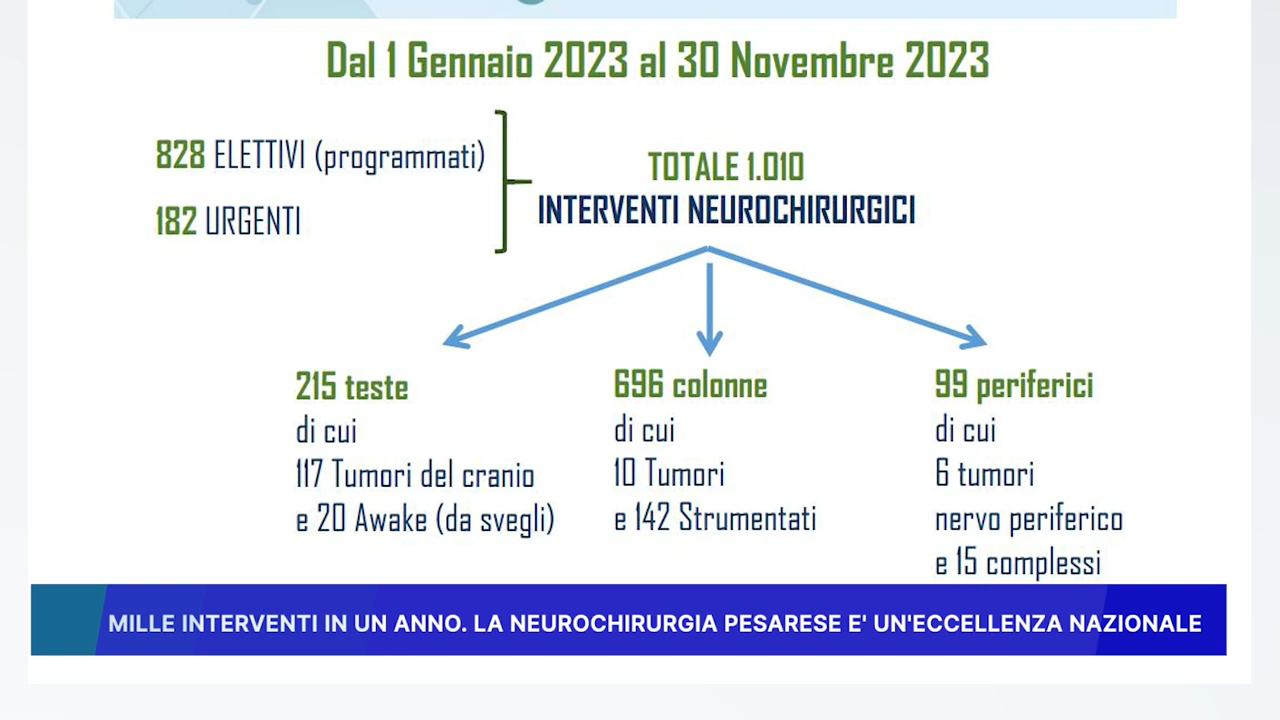 Dal 1 Gennaio 2023 al 30 Novembre 2023
828 ELETTIVI (programmati)
182 URGENTI
TOTALE 1.010
INTERVENTI NEUROCHIRURGICI
215 teste
di cui
117 Tumori del cranio
e 20 Awake (da svegli)
696 colonne
di cui
10 Tumori
e 142 Strumentati
99 periferici
di cui
6 tumori
nervo periferico
e 15 complessi
MILLE INTERVENTI IN UN ANNO. LA NEUROCHIRURGIA PESARESE E' UN'ECCELLENZA NAZIONALE